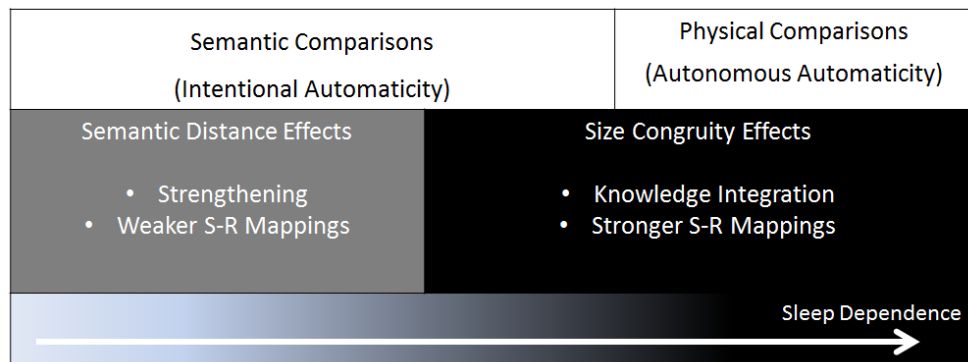 Semantic Comparisons
(Intentional Automaticity)
Physical Comparisons
(Autonomous Automaticity)
Semantic Distance Effects
• Strengthening
• Weaker S-R Mappings
Size Congruity Effects
• Knowledge Integration
• Stronger S-R Mappings
Sleep Dependence